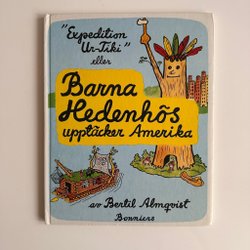 "Expedition
Ur-Tiki"
eller
Barna
Hedenhös
upptäcker Amerika
av Bertil Almqvist
Bonniers